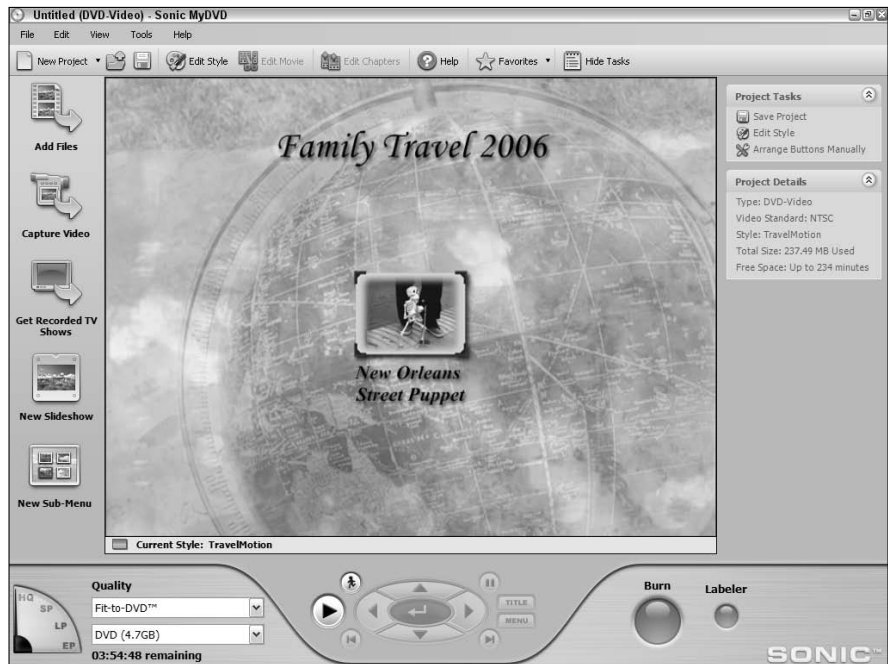 Untitled (DVD-Video) - Sonic MyDVD
File Edit View Tools Help
New Project Edit Style Edit Movie Edit Chapters Help Favorites Hide Tasks
Add Files
Capture Video
Get Recorded TV
Shows
New Slideshow
New Sub-Menu
Family Travel 2006
New Orleans
Street Puppet
Current Style: TravelMotion
Project Tasks
Save Project
Edit Style
Arrange Buttons Manually
Project Details
Type: DVD-Video
Video Standard: NTSC
Style: TravelMotion
Total Size: 237.49 MB Used
Free Space: Up to 234 minutes
HQ
SP
LP
EP
Quality
Fit-to-DVD™
DVD (4.7GB)
03:54:48 remaining
TITLE
MENU
Burn
Labeler
SONIC™